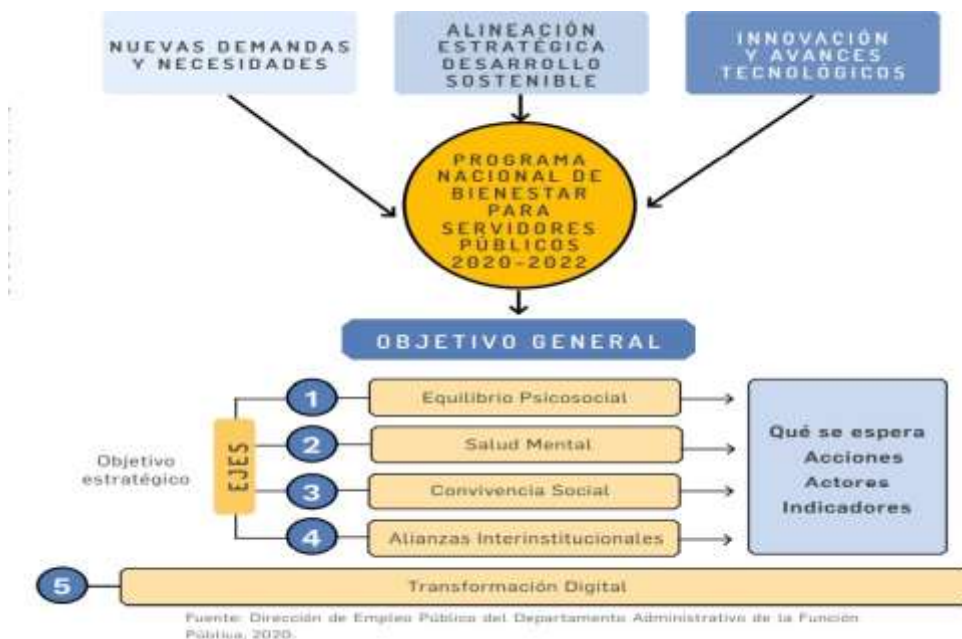 NUEVAS DEMANDAS
Y NECESIDADES
ALINEACIÓN
ESTRATÉGICA
DESARROLLO
SOSTENIBLE
INNOVACIÓN
Y AVANCES
TECNOLÓGICOS
PROGRAMA
NACIONAL DE
BIENESTAR
PARA
SERVIDORES
PÚBLICOS
2020-2022
OBJETIVO GENERAL
Objetivo
estratégico
EJES
1
Equilibrio Psicosocial
2
Salud Mental
3
Convivencia Social
4
Alianzas Interinstitucionales
Qué se espera
Acciones
Actores
Indicadores
5
Transformación Digital
Fuente: Dirección de Empleo Público del Departamento Administrativo de la Función
Pública, 2020.